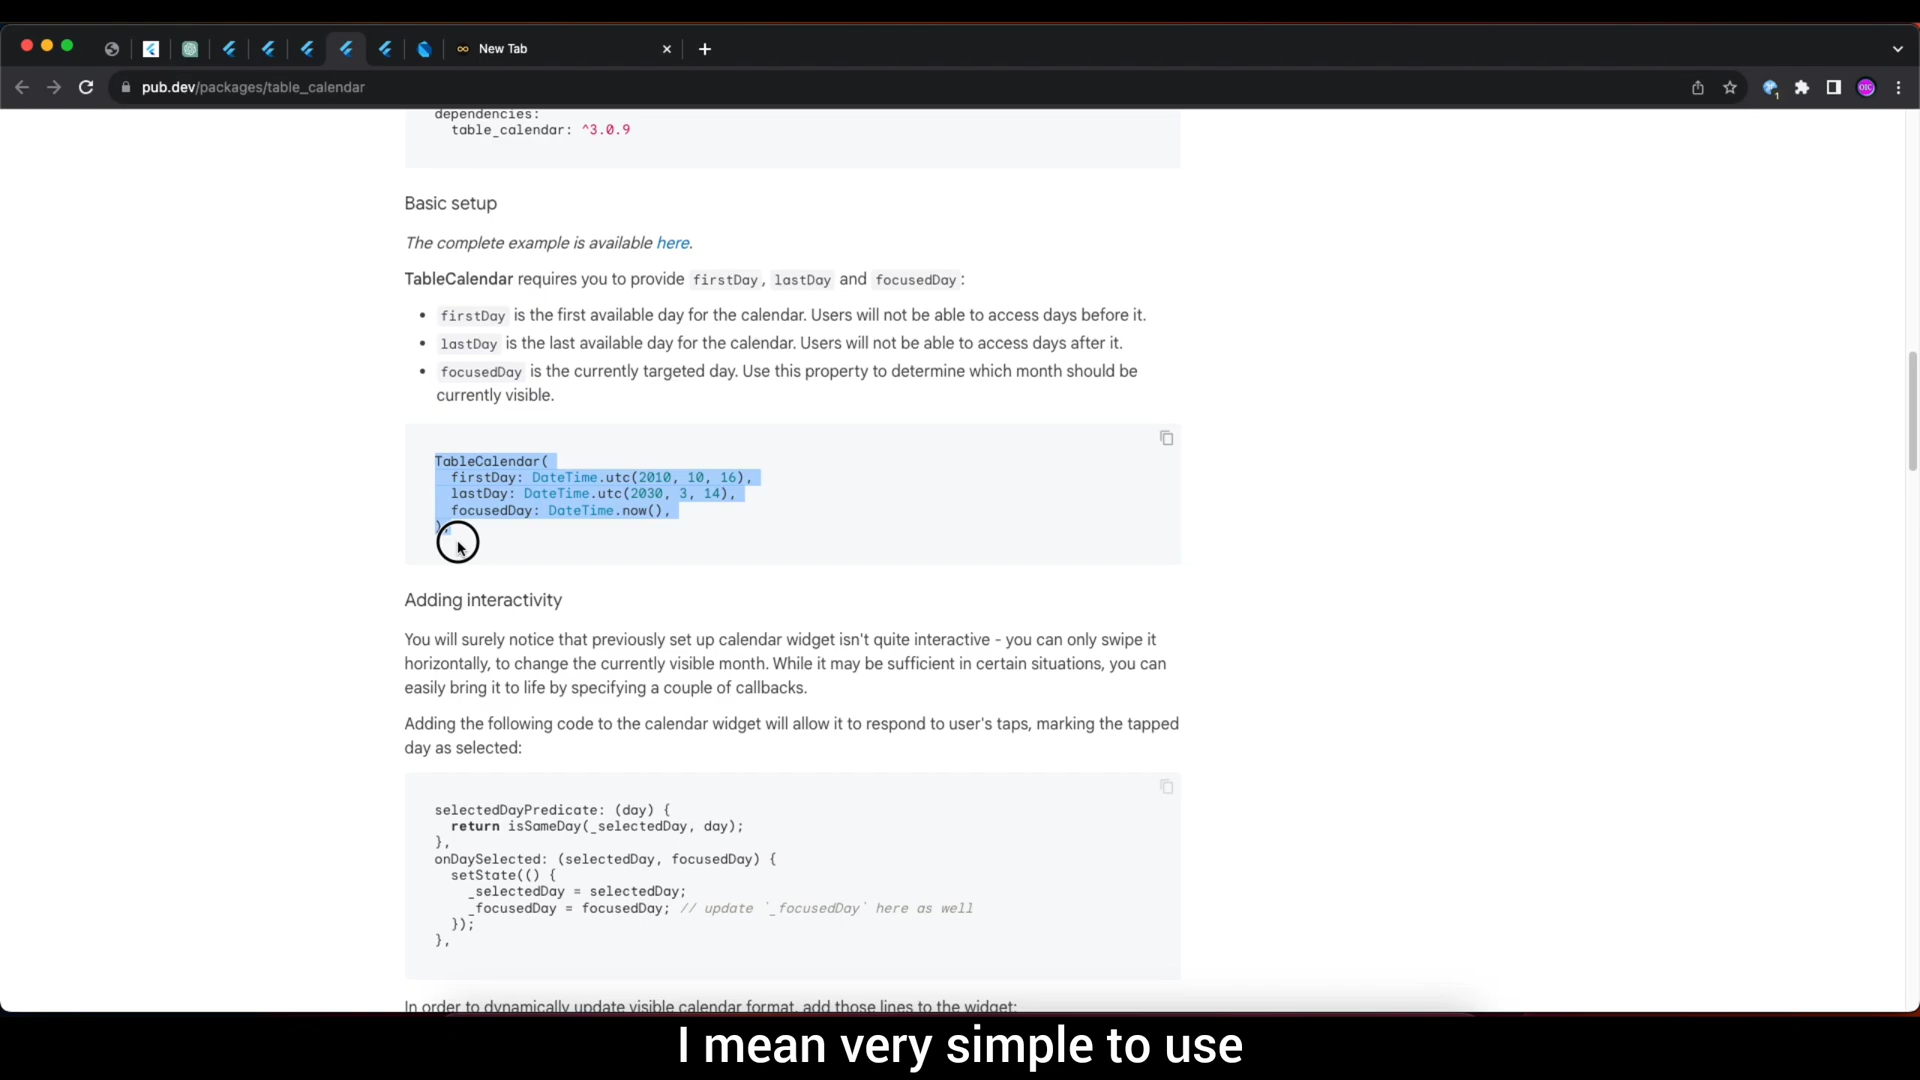 New Tab
pub.dev/packages/table_calendar
OIC
1
dependencies:
table_calendar: ^3.0.9
Basic setup
The complete example is available here.
TableCalendar requires you to provide firstDay, lastDay and focusedDay:
• firstDay is the first available day for the calendar. Users will not be able to access days before it.
• lastDay is the last available day for the calendar. Users will not be able to access days after it.
• focusedDay is the currently targeted day. Use this property to determine which month should be
currently visible.
TableCalendar(
firstDay: DateTime.utc(2010, 10, 16),
lastDay: DateTime.utc(2030, 3, 14),
focusedDay: DateTime.now(),
);
Adding interactivity
You will surely notice that previously set up calendar widget isn't quite interactive - you can only swipe it
horizontally, to change the currently visible month. While it may be sufficient in certain situations, you can
easily bring it to life by specifying a couple of callbacks.
Adding the following code to the calendar widget will allow it to respond to user's taps, marking the tapped
day as selected:
selectedDayPredicate: (day) {
return isSameDay(_selectedDay, day);
},
onDaySelected: (selectedDay, focusedDay) {
setState(() {
_selectedDay = selectedDay;
_focusedDay = focusedDay; // update `_focusedDay` here as well
});
},
In order to dynamically update visible calendar format, add those lines to the widget:
I mean very simple to use